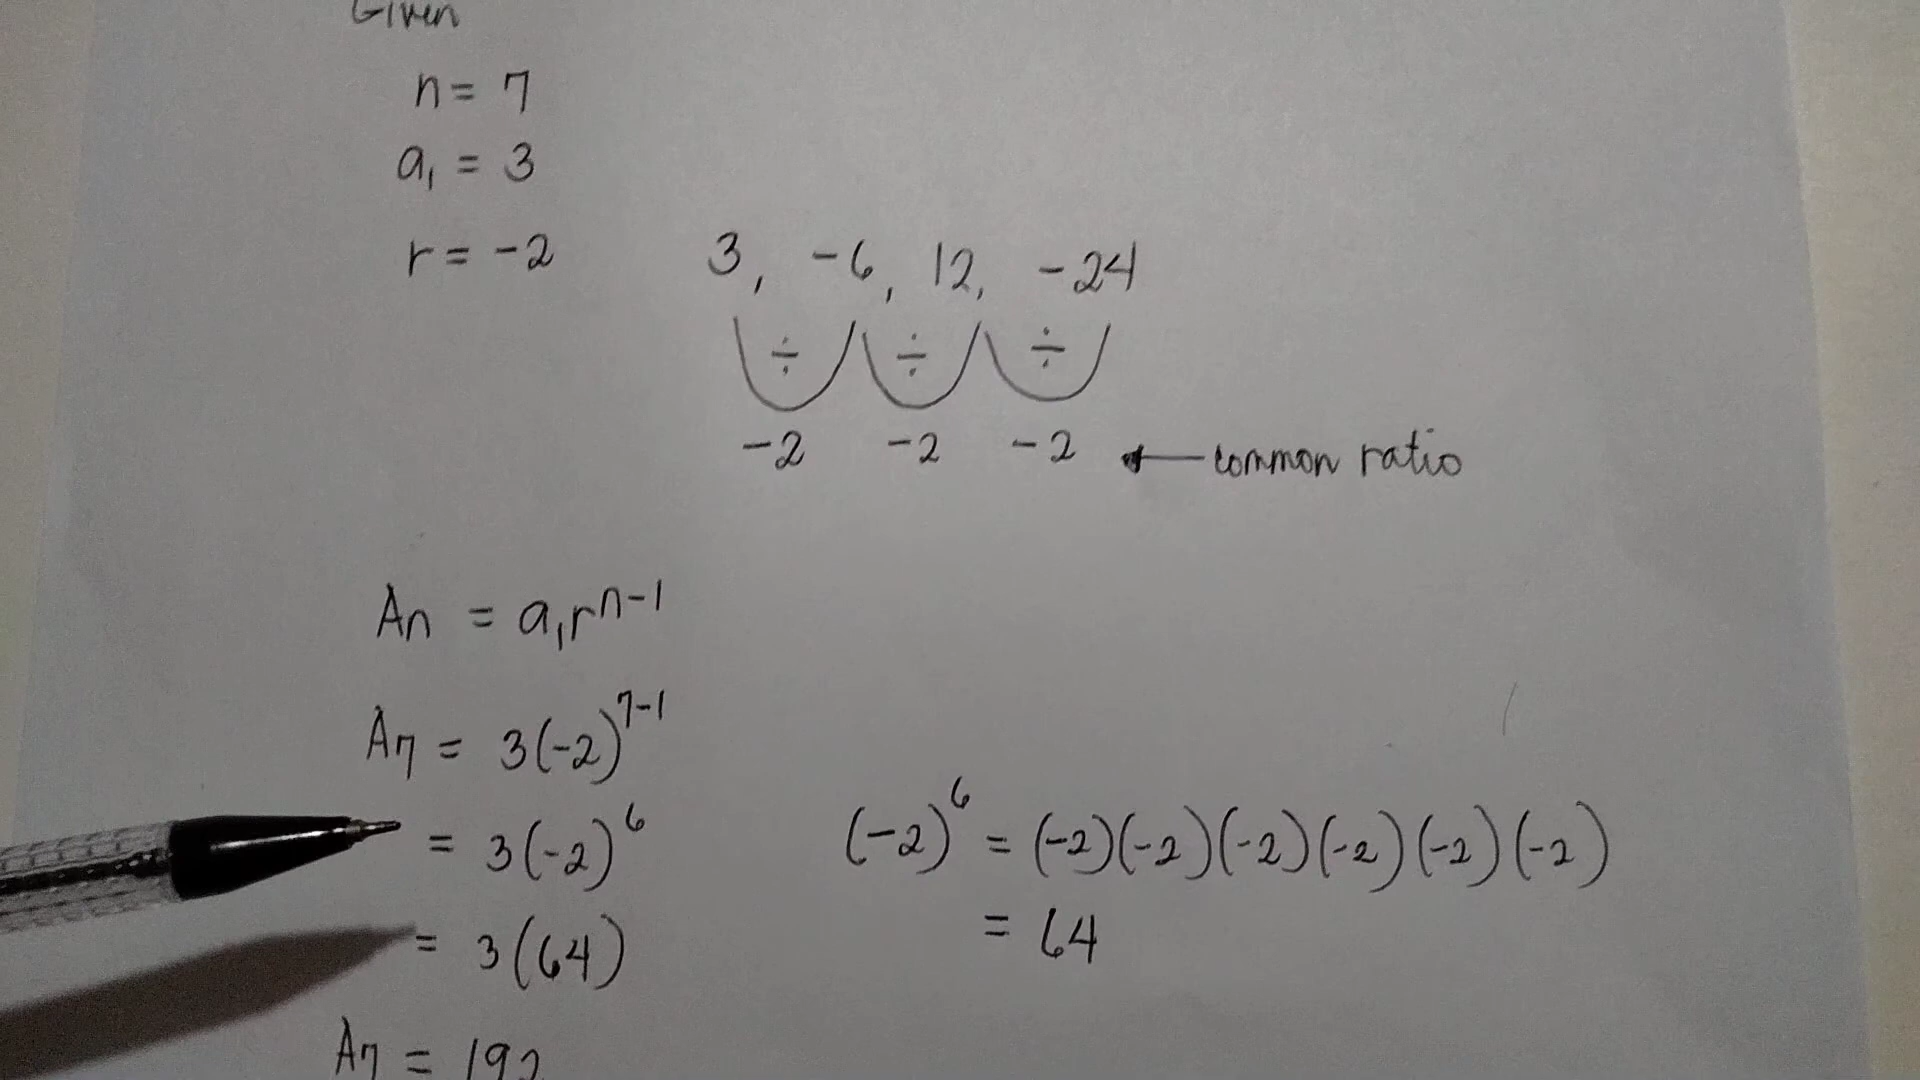 Given
n = 7
a₁ = 3
r = -2
3, -6, 12, -24
÷ ÷ ÷
-2 -2 -2 ← common ratio
An = a₁rⁿ⁻¹
A₇ = 3(-2)⁷⁻¹
= 3(-2)⁶
(-2)⁶ = (-2)(-2)(-2)(-2)(-2)(-2)
= 3(64)
= 64
A₇ = 192